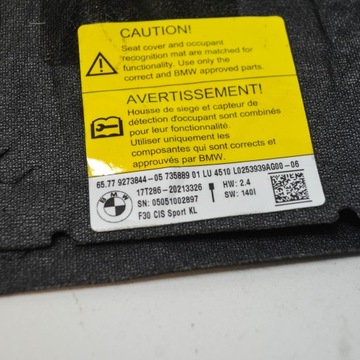 CAUTION!
Seat cover and occupant
recognition mat are matched for
functionality. Use only the
correct and BMW approved parts.
AVERTISSEMENT!
Housse de siege et capteur de
détection d'occupant sont combinés
pour leur fonctionnalité.
Utiliser uniquement les
composantes qui sont corrects et
approuvés par BMW.
65.77 9273844-05 735889 01 LU 4510 L0253939AG00-06
BMW
17T286-20213326 HW: 2.4
SN: 05051002897 SW: 140I
F30 CIS Sport KL